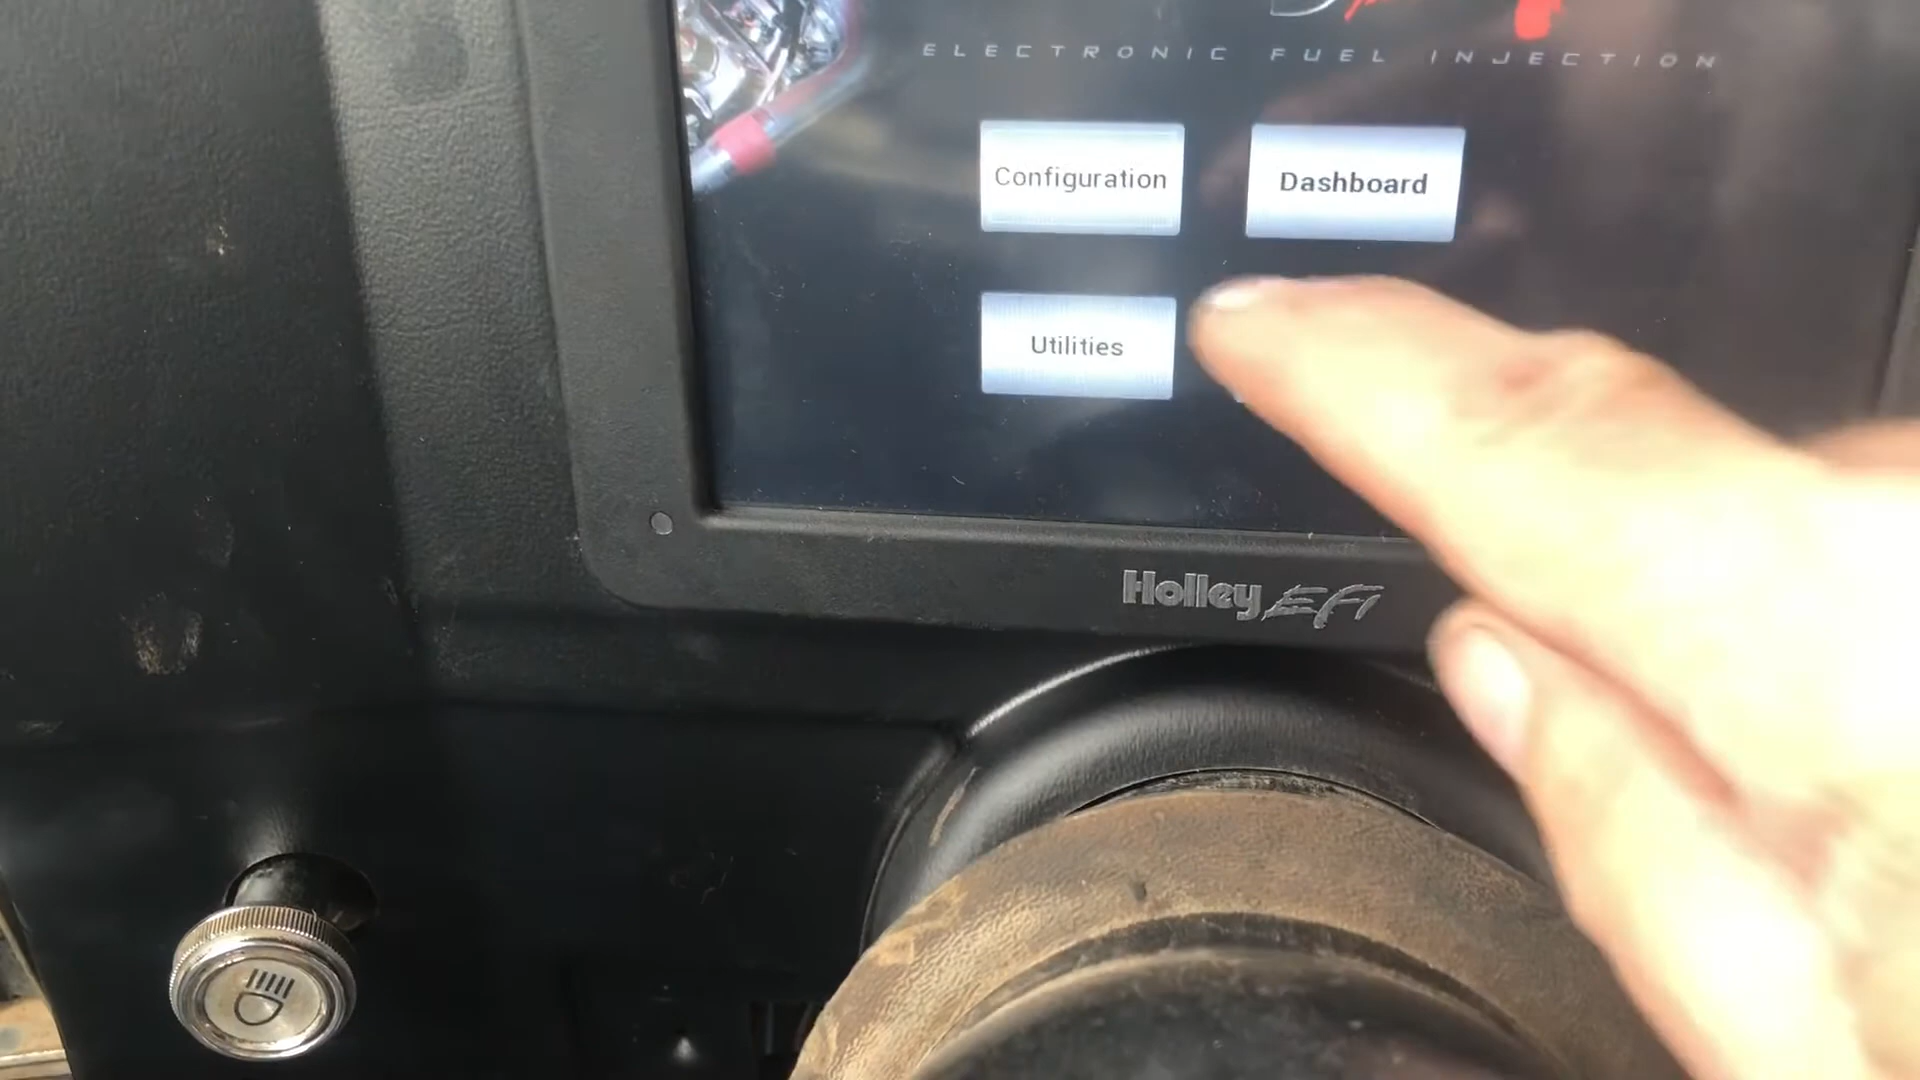 ELECTRONIC FUEL INJECTION
Configuration
Dashboard
Utilities
Holley EFI